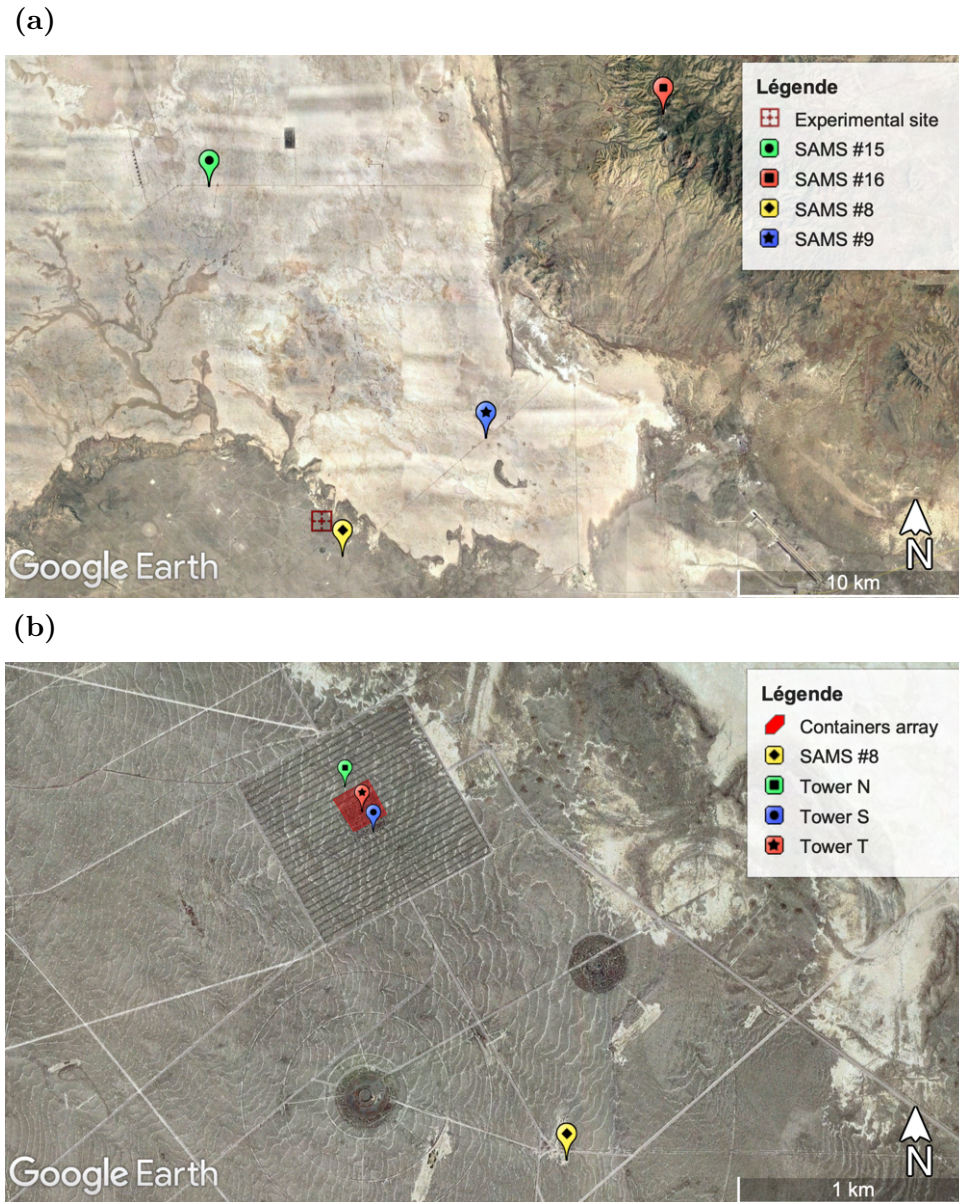 (a)
Légende
Experimental site
SAMS #15
SAMS #16
SAMS #8
SAMS #9
N
Google Earth
10 km
(b)
Légende
Containers array
SAMS #8
Tower N
Tower S
Tower T
N
Google Earth
1 km